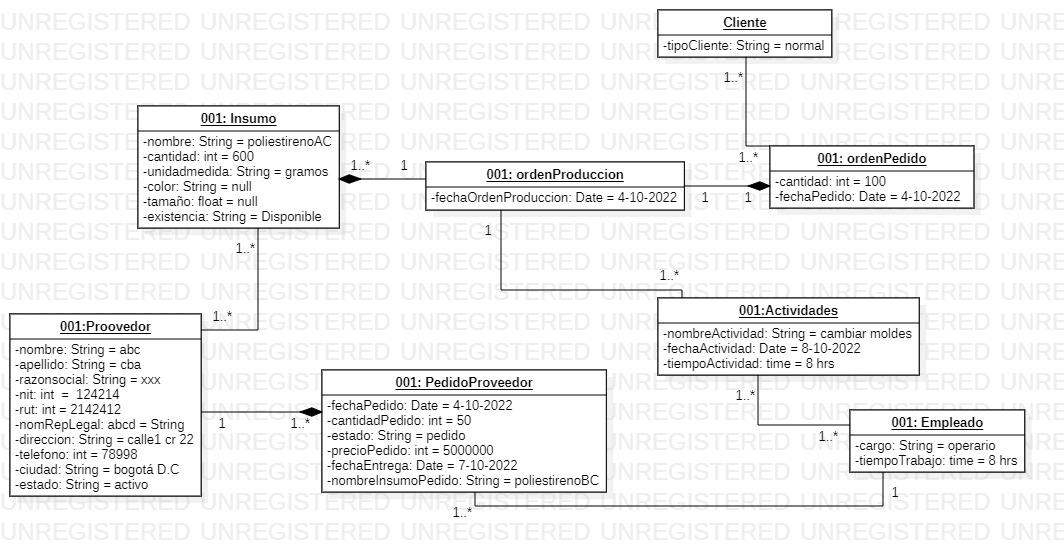 Cliente
-tipoCliente: String = normal
1..*
1..*
001: Insumo
-nombre: String = poliestirenoAC
-cantidad: int = 600
-unidadmedida: String = gramos
-color: String = null
-tamaño: float = null
-existencia: String = Disponible
1..*
1
001: ordenProduccion
-fechaOrdenProduccion: Date = 4-10-2022
1
1
001: ordenPedido
-cantidad: int = 100
-fechaPedido: Date = 4-10-2022
1
1..*
1..*
1..*
001:Actividades
-nombreActividad: String = cambiar moldes
-fechaActividad: Date = 8-10-2022
-tiempoActividad: time = 8 hrs
1..*
1..*
001:Proovedor
-nombre: String = abc
-apellido: String = cba
-razonsocial: String = xxx
-nit: int  =  124214
-rut: int = 2142412
-nomRepLegal: abcd = String
-direccion: String = calle1 cr 22
-telefono: int = 78998
-ciudad: String = bogotá D.C
-estado: String = activo
1
1..*
001: PedidoProveedor
-fechaPedido: Date = 4-10-2022
-cantidadPedido: int = 50
-estado: String = pedido
-precioPedido: int = 5000000
-fechaEntrega: Date = 7-10-2022
-nombreInsumoPedido: String = poliestirenoBC
001: Empleado
-cargo: String = operario
-tiempoTrabajo: time = 8 hrs
1
1..*
UNREGISTERED UNREGISTERED UNREGISTERED UNREGISTERED UNREGISTERED